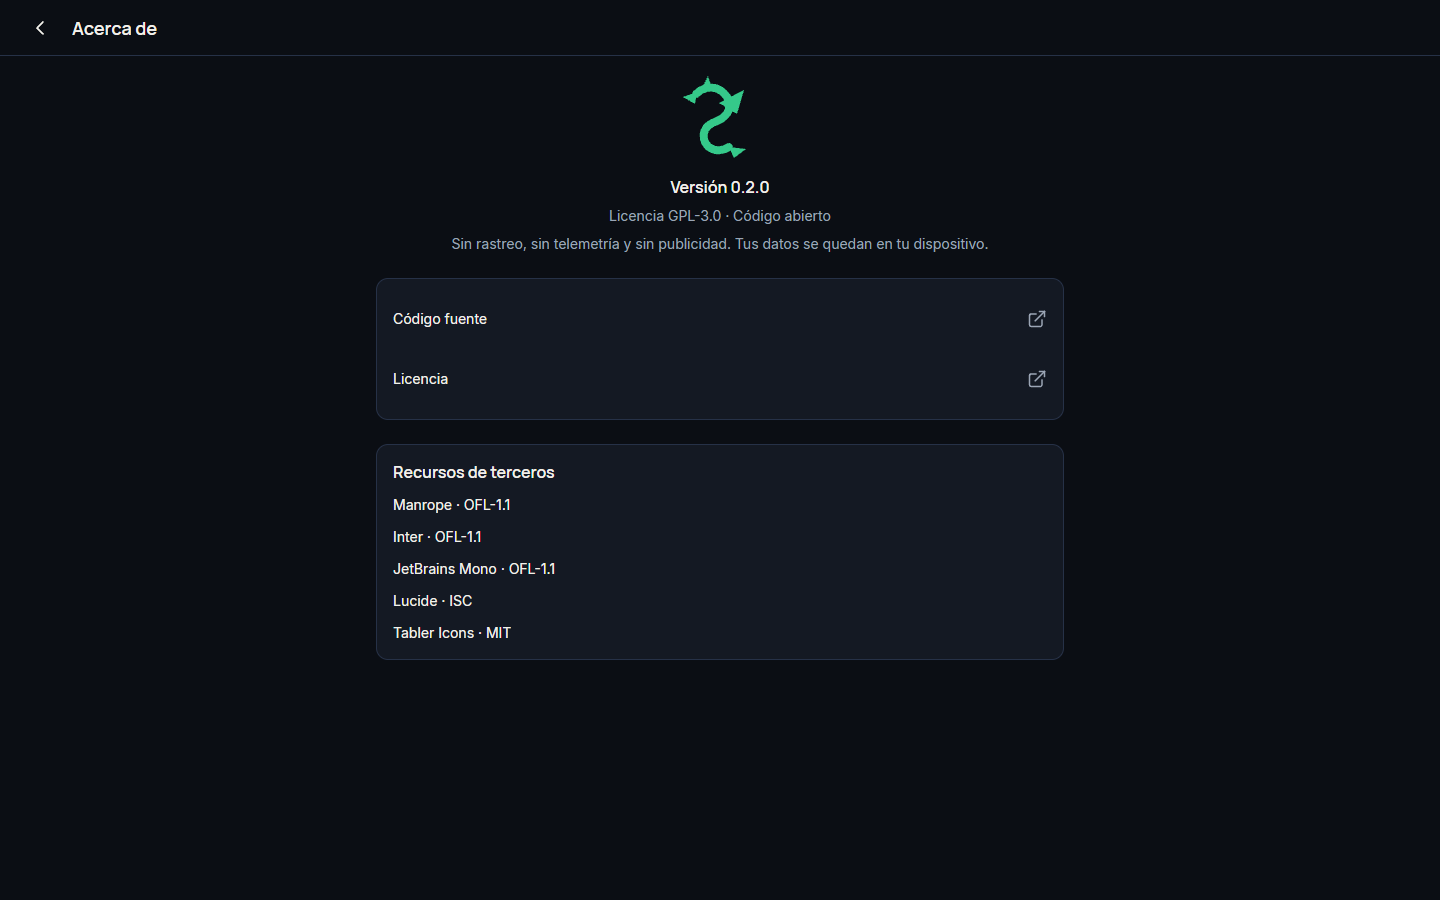 Acerca de
Versión 0.2.0
Licencia GPL-3.0 · Código abierto
Sin rastreo, sin telemetría y sin publicidad. Tus datos se quedan en tu dispositivo.
Código fuente
Licencia
Recursos de terceros
Manrope · OFL-1.1
Inter · OFL-1.1
JetBrains Mono · OFL-1.1
Lucide · ISC
Tabler Icons · MIT